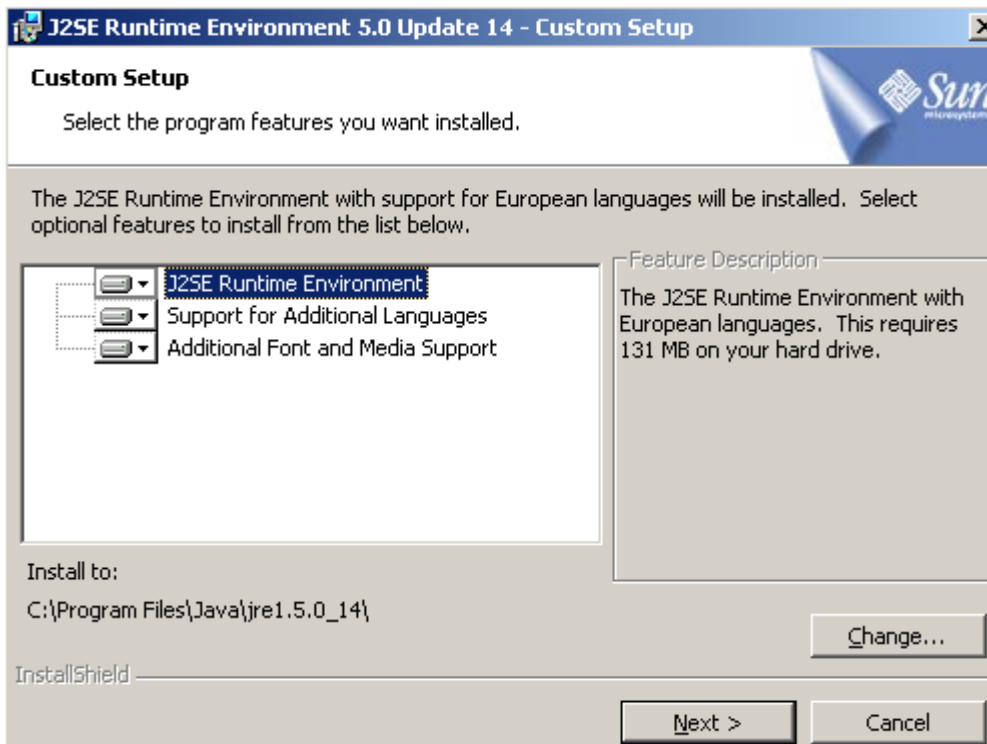 J2SE Runtime Environment 5.0 Update 14 - Custom Setup
Custom Setup
Select the program features you want installed.
Sun
microsystem
The J2SE Runtime Environment with support for European languages will be installed.  Select
optional features to install from the list below.
J2SE Runtime Environment
Support for Additional Languages
Additional Font and Media Support
Feature Description
The J2SE Runtime Environment with
European languages.  This requires
131 MB on your hard drive.
Install to:
C:\Program Files\Java\jre1.5.0_14\
Change...
InstallShield
Next >
Cancel